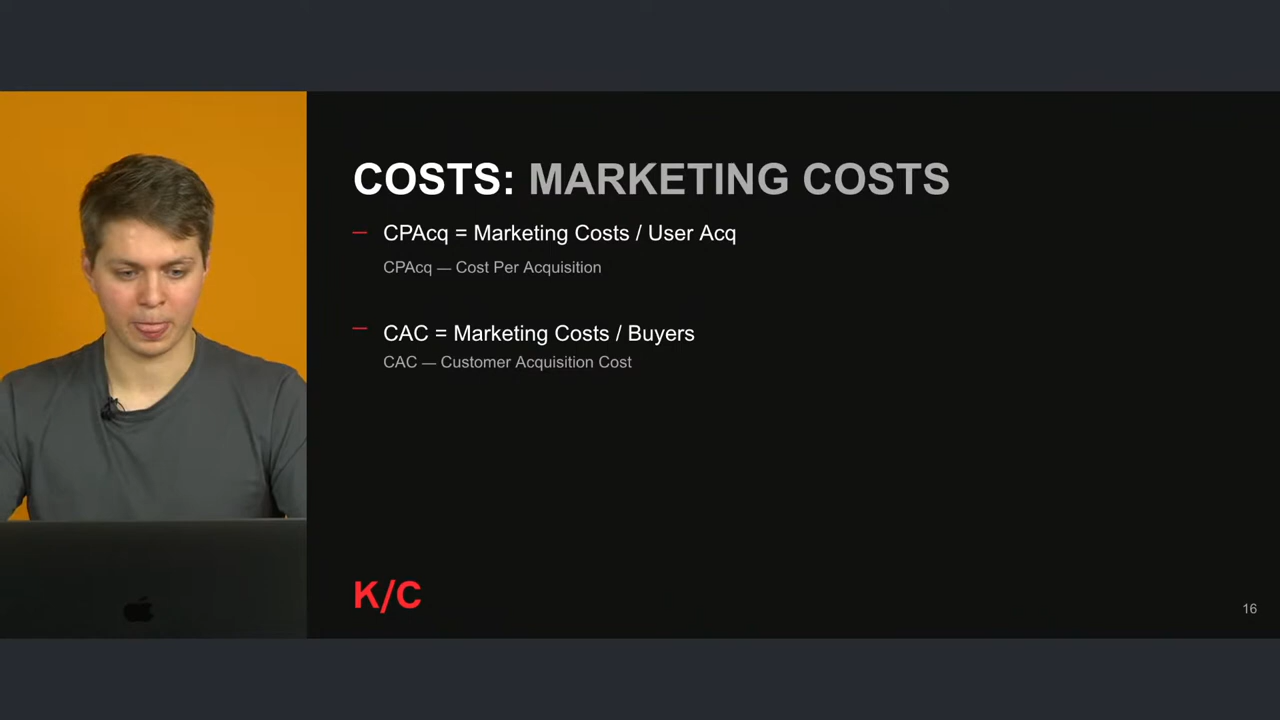 COSTS: MARKETING COSTS
– CPAcq = Marketing Costs / User Acq
CPAcq — Cost Per Acquisition
– CAC = Marketing Costs / Buyers
CAC — Customer Acquisition Cost
K/C
16